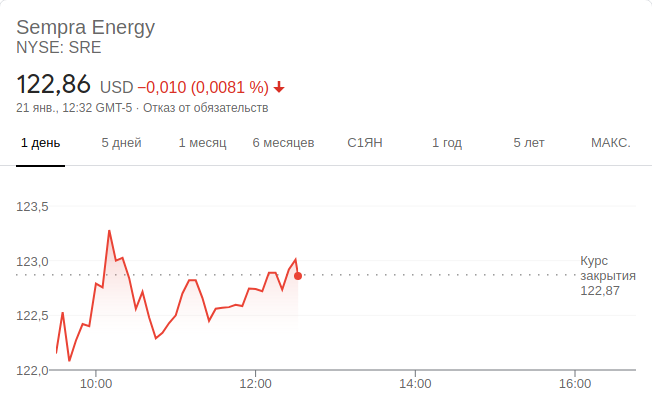 Sempra Energy
NYSE: SRE
122,86 USD −0,010 (0,0081 %)
21 янв., 12:32 GMT-5 · Отказ от обязательств
1 день 5 дней 1 месяц 6 месяцев С1ЯН 1 год 5 лет МАКС.
123,5
123,0
122,5
122,0
Курс
закрытия
122,87
10:00 12:00 14:00 16:00